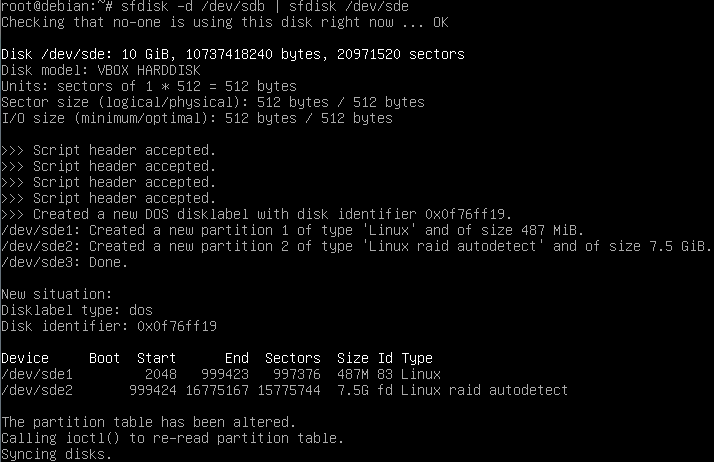 root@debian:~# sfdisk -d /dev/sdb | sfdisk /dev/sde
Checking that no-one is using this disk right now ... OK
Disk /dev/sde: 10 GiB, 10737418240 bytes, 20971520 sectors
Disk model: VBOX HARDDISK
Units: sectors of 1 * 512 = 512 bytes
Sector size (logical/physical): 512 bytes / 512 bytes
I/O size (minimum/optimal): 512 bytes / 512 bytes
>>> Script header accepted.
>>> Script header accepted.
>>> Script header accepted.
>>> Script header accepted.
>>> Created a new DOS disklabel with disk identifier 0x0f76ff19.
/dev/sde1: Created a new partition 1 of type 'Linux' and of size 487 MiB.
/dev/sde2: Created a new partition 2 of type 'Linux raid autodetect' and of size 7.5 GiB.
/dev/sde3: Done.
New situation:
Disklabel type: dos
Disk identifier: 0x0f76ff19
Device     Boot  Start      End  Sectors  Size Id Type
/dev/sde1         2048   999423   997376  487M 83 Linux
/dev/sde2       999424 16775167 15775744  7.5G fd Linux raid autodetect
The partition table has been altered.
Calling ioctl() to re-read partition table.
Syncing disks.